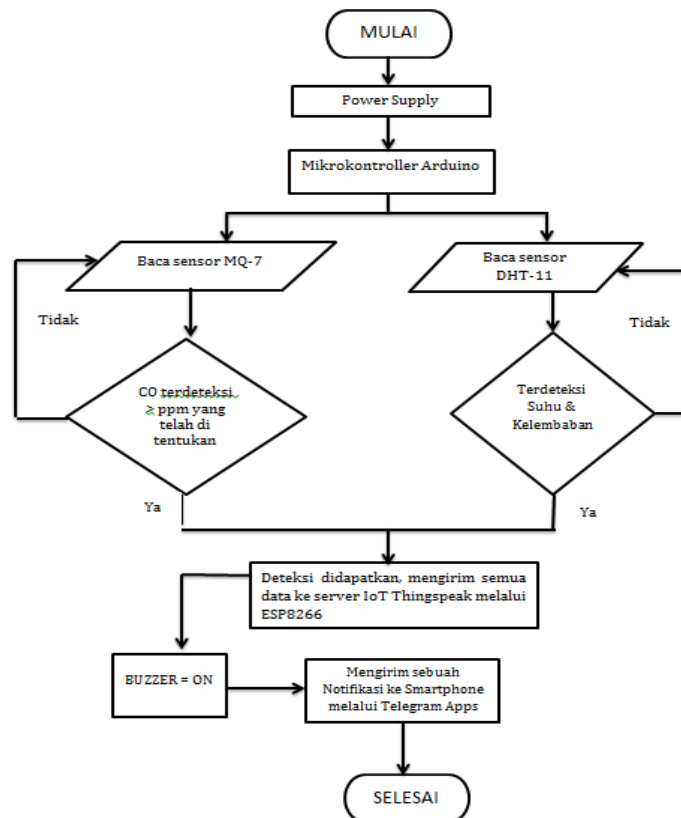 MULAI
Power Supply
Mikrokontroller Arduino
Baca sensor MQ-7
Baca sensor
DHT-11
Tidak
Tidak
CO terdeteksi
≥ ppm yang
telah di
tentukan
Terdeteksi
Suhu &
Kelembaban
Ya
Ya
Deteksi didapatkan, mengirim semua
data ke server IoT Thingspeak melalui
ESP8266
BUZZER = ON
Mengirim sebuah
Notifikasi ke Smartphone
melalui Telegram Apps
SELESAI